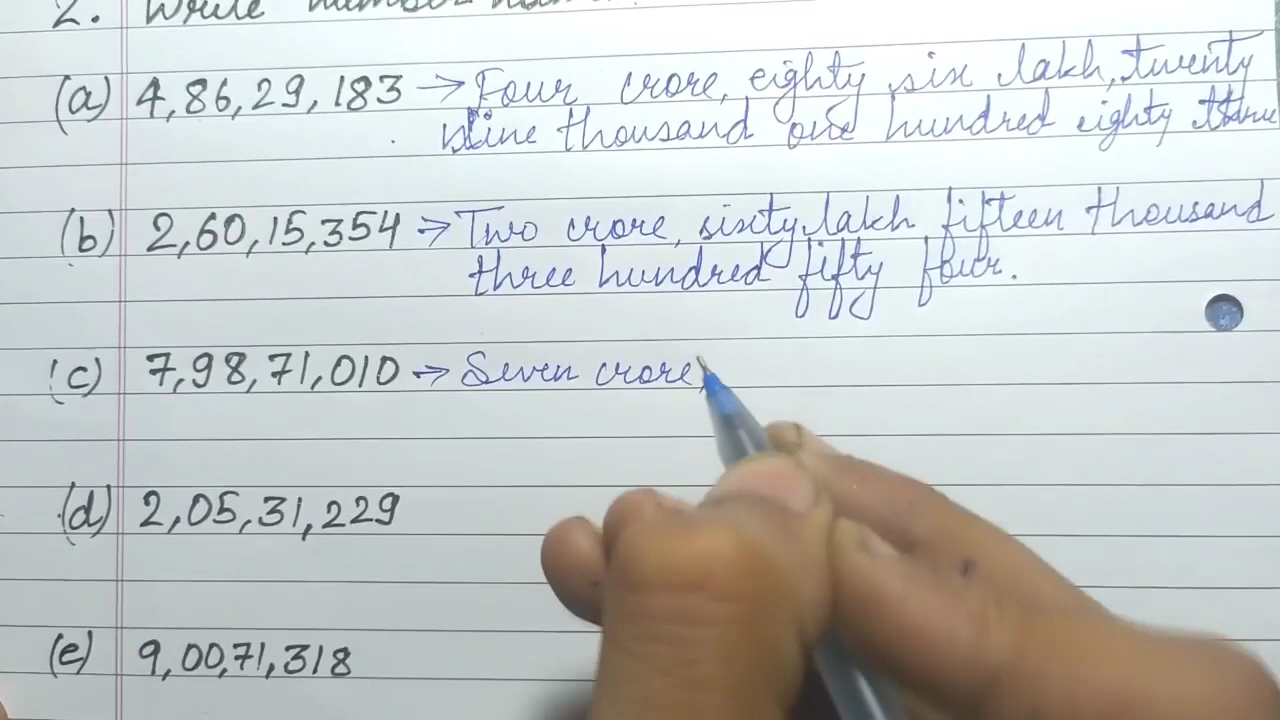 2. Write number
(a) 4,86,29,183 → Four crore, eighty six lakh, twenty
Nine thousand one hundred eighty three
(b) 2,60,15,354 → Two crore, sixty lakh fifteen thousand
three hundred fifty four.
(c) 7,98,71,010 → Seven crore,
(d) 2,05,31,229
(e) 9,00,71,318